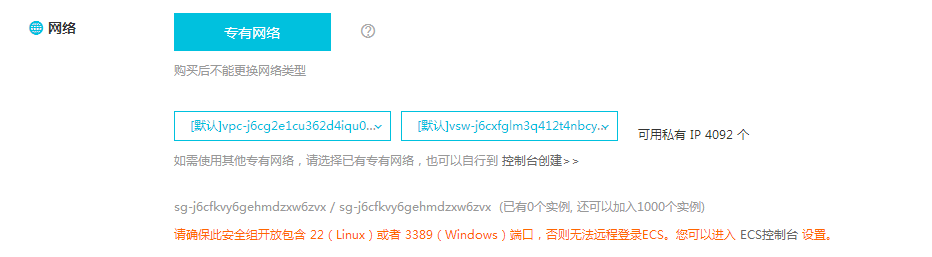 网络
专有网络
购买后不能更换网络类型
[默认]vpc-j6cg2e1cu362d4iqu0... [默认]vsw-j6cxfglm3q412t4nbcy... 可用私有 IP 4092 个
如需使用其他专有网络，请选择已有专有网络，也可以自行到 控制台创建>>
sg-j6cfkvy6gehmdzxw6zvx / sg-j6cfkvy6gehmdzxw6zvx (已有0个实例, 还可以加入1000个实例)
请确保此安全组开放包含 22（Linux）或者 3389（Windows）端口，否则无法远程登录ECS。您可以进入 ECS控制台 设置。